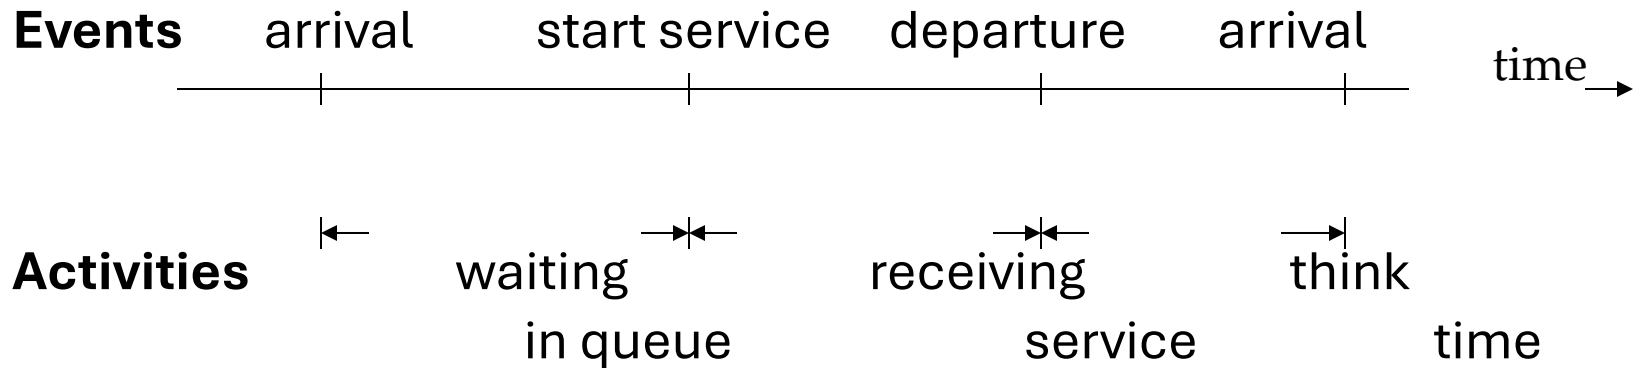 Events arrival start service departure arrival
time
Activities waiting receiving think
in queue service time